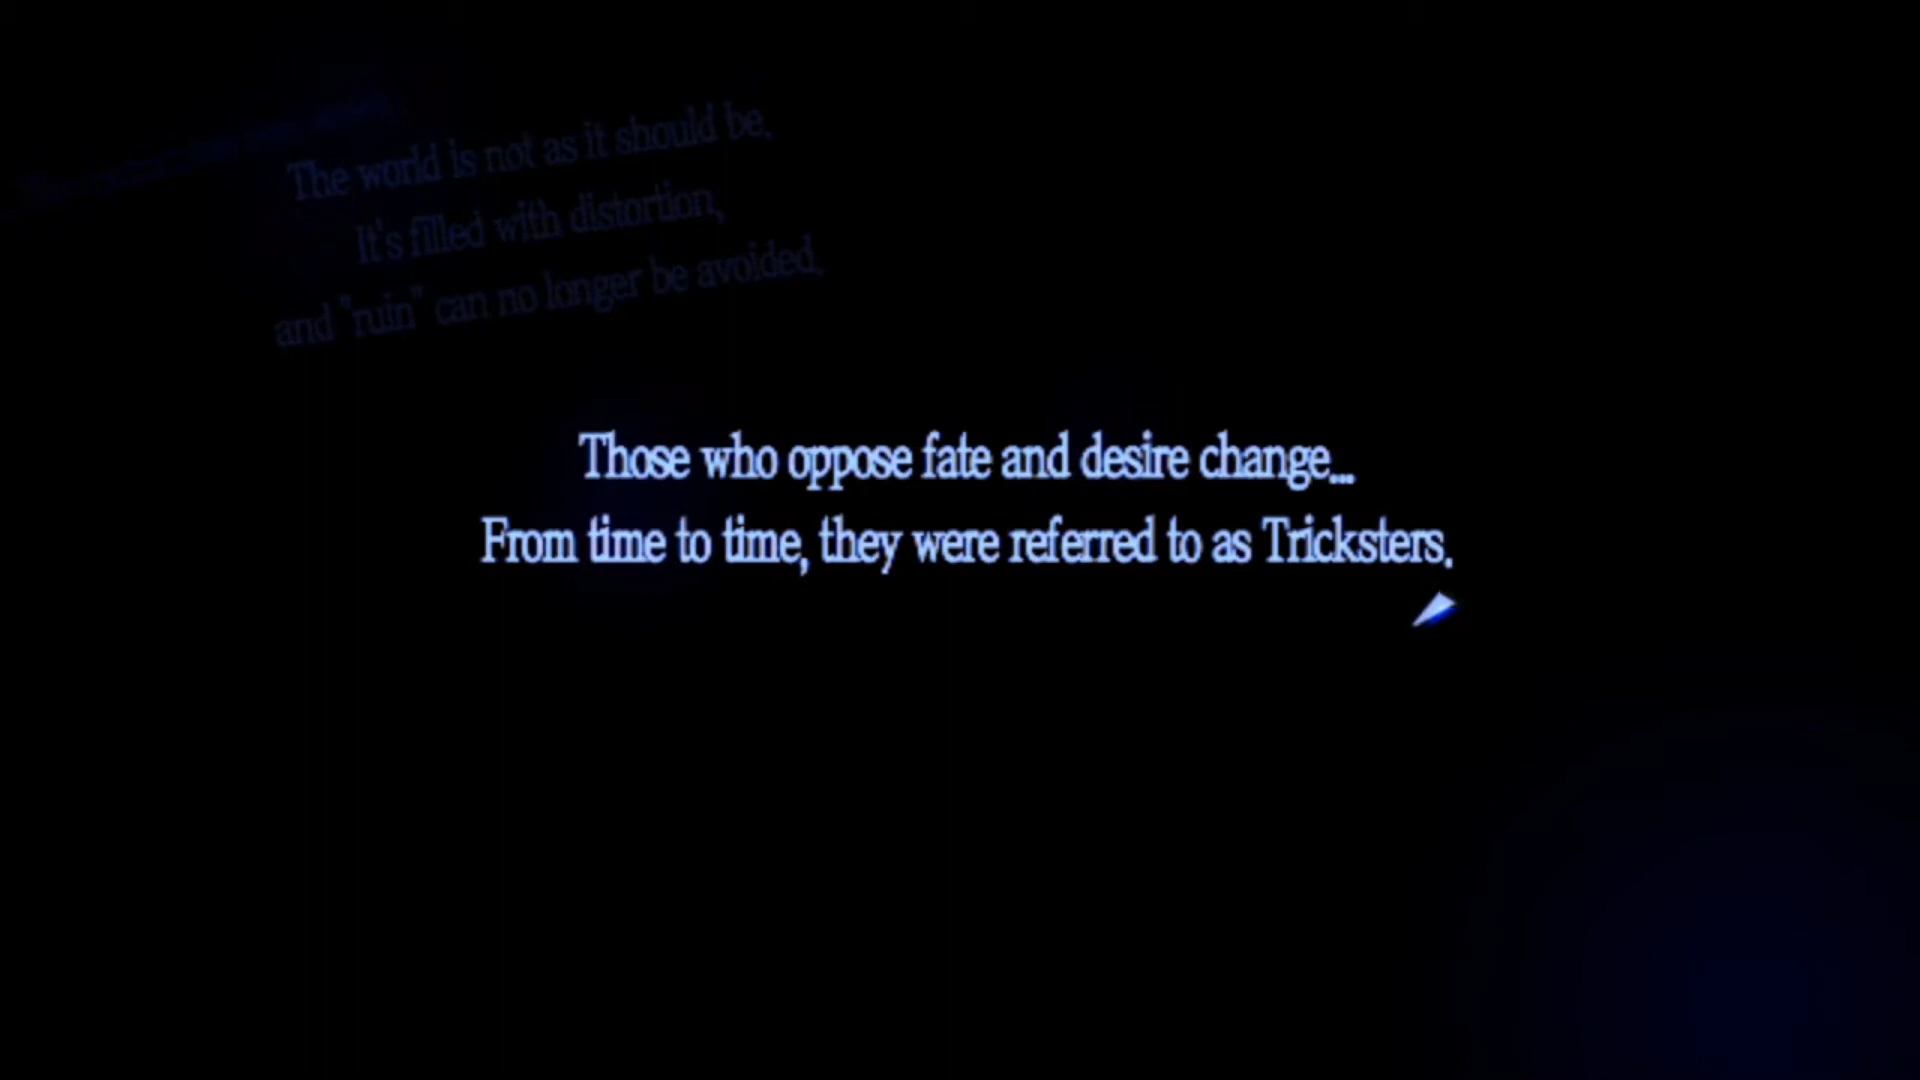 The world is not as it should be.
It's filled with distortion,
and "ruin" can no longer be avoided.
Those who oppose fate and desire change...
From time to time, they were referred to as Tricksters.